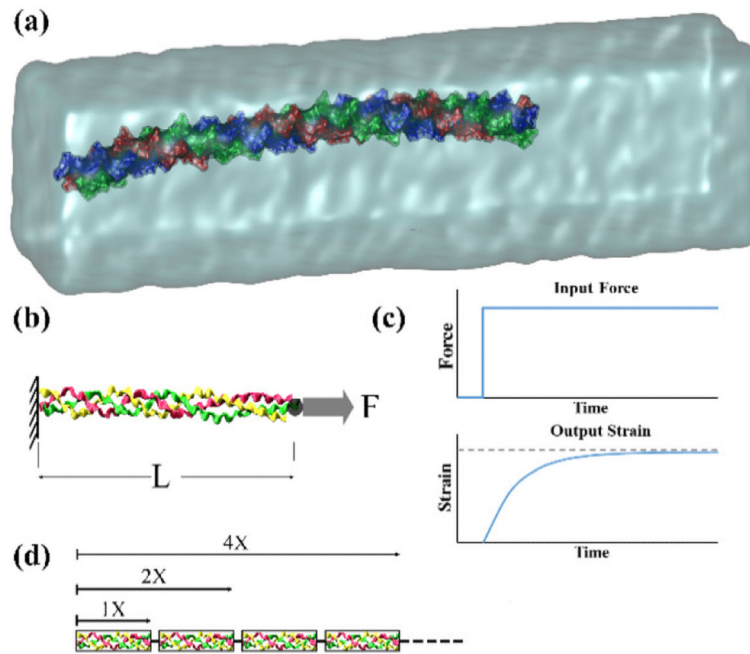 (a)
(b)
F
L
(c)
Input Force
Force
Time
Output Strain
Strain
Time
(d)
4X
2X
1X